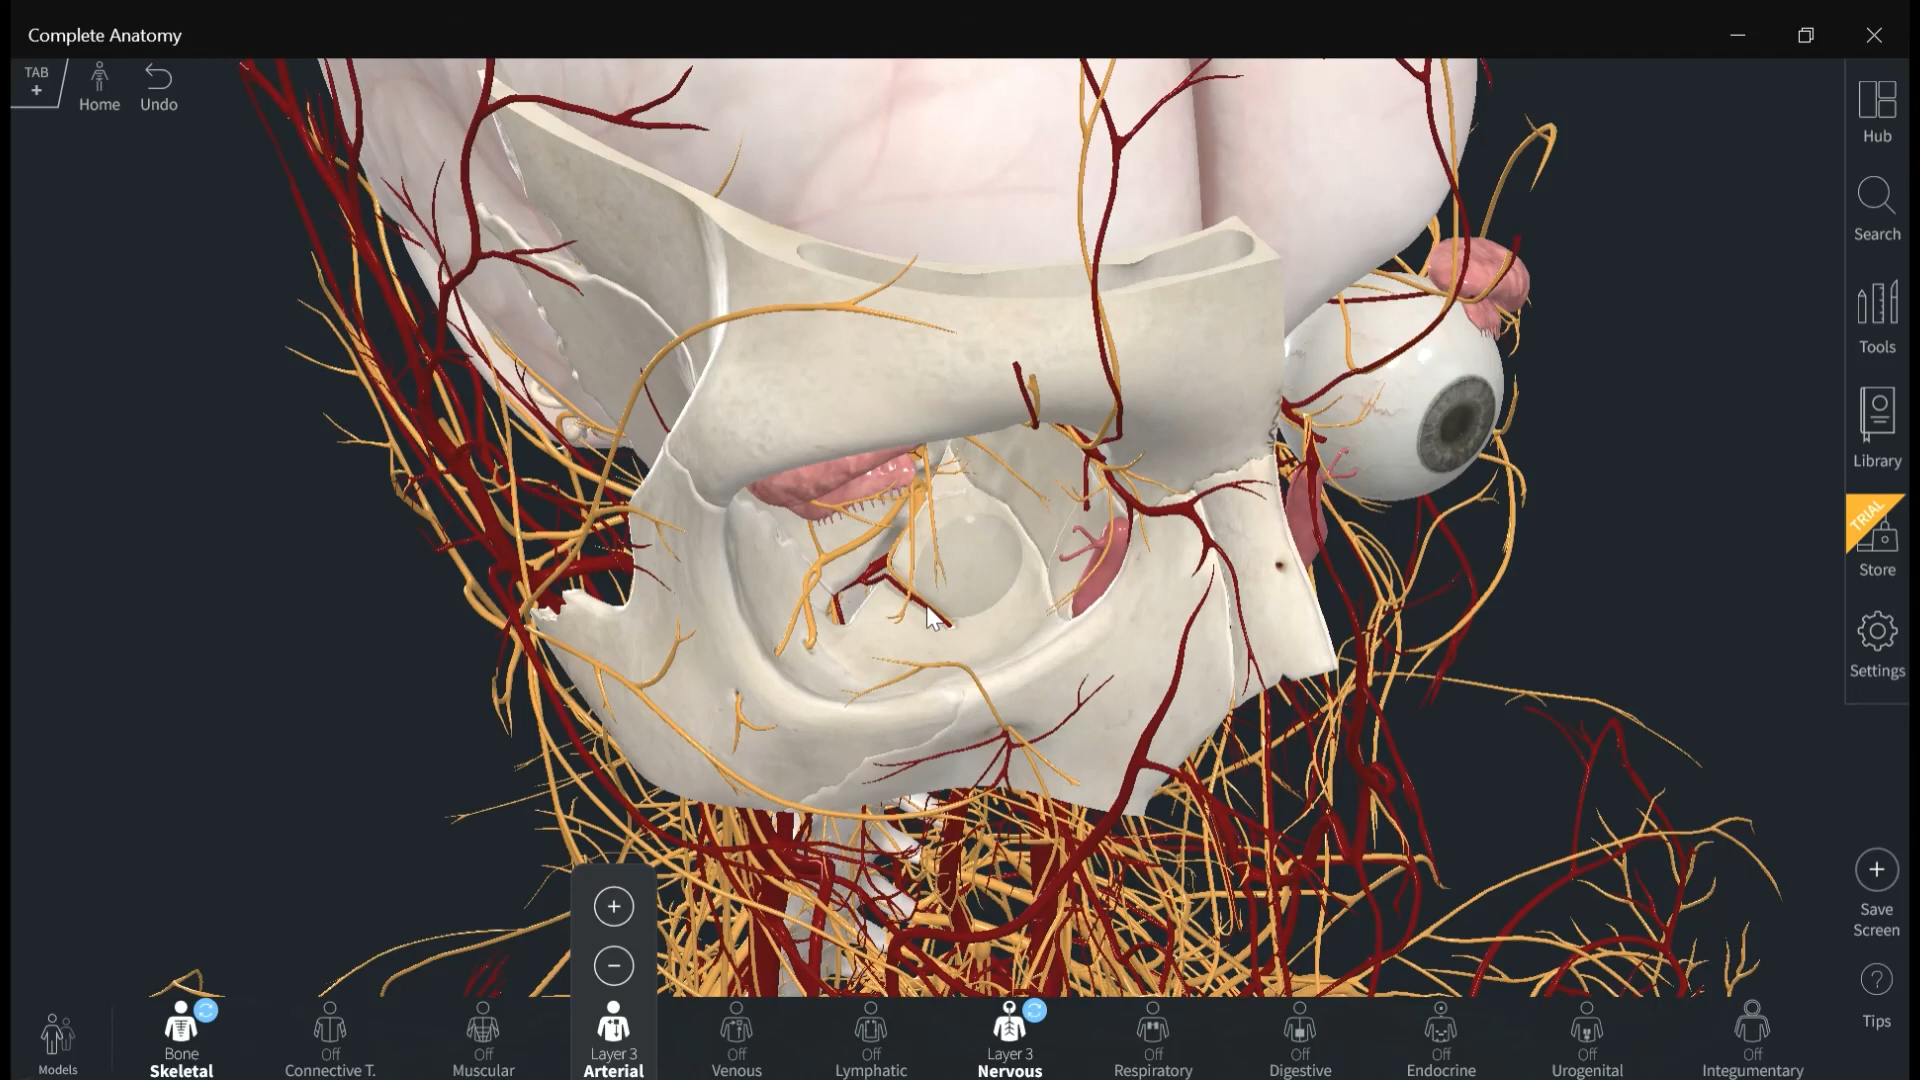 Complete Anatomy
TAB
+
Home
Undo
Hub
Search
Tools
Library
TRIAL
Store
Settings
+
Save
Screen
?
Tips
+
−
Models
Bone
Skeletal
Off
Connective T.
Off
Muscular
Layer 3
Arterial
Off
Venous
Off
Lymphatic
Layer 3
Nervous
Off
Respiratory
Off
Digestive
Off
Endocrine
Off
Urogenital
Off
Integumentary